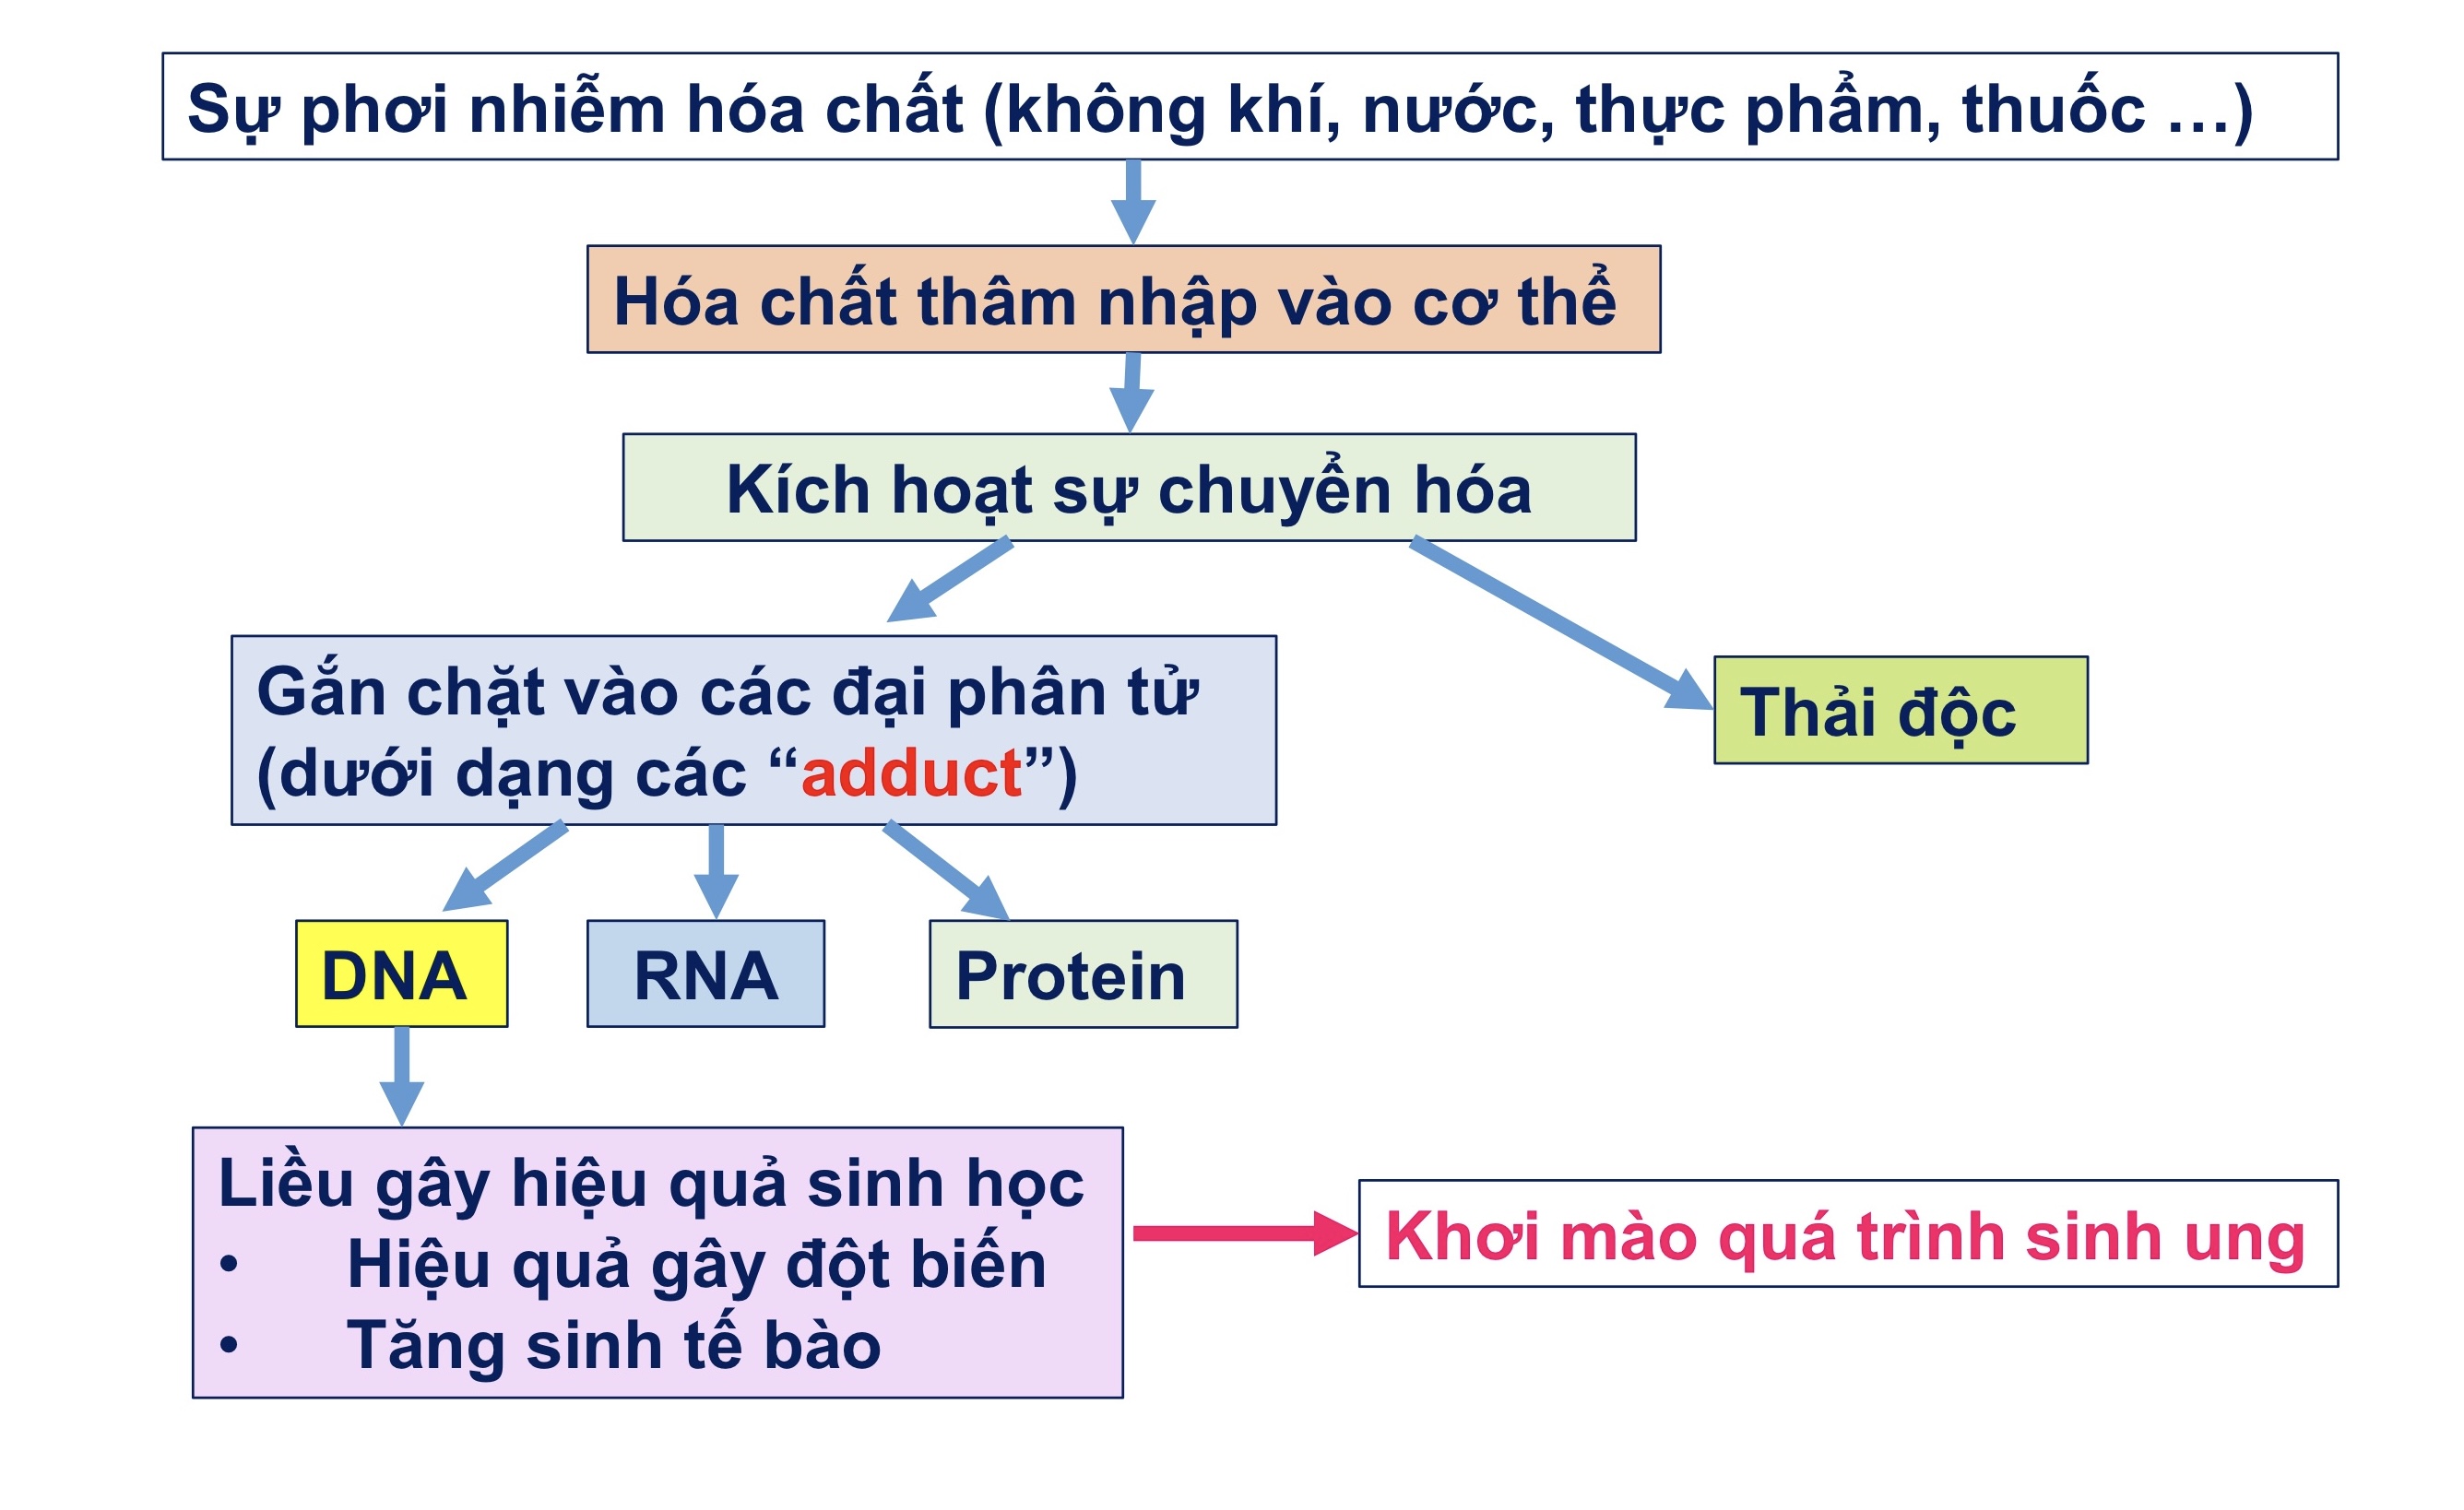 Sự phơi nhiễm hóa chất (không khí, nước, thực phẩm, thuốc ...)
Hóa chất thâm nhập vào cơ thể
Kích hoạt sự chuyển hóa
Gắn chặt vào các đại phân tử
(dưới dạng các “adduct”)
Thải độc
DNA
RNA
Protein
Liều gây hiệu quả sinh học
• Hiệu quả gây đột biến
• Tăng sinh tế bào
Khơi mào quá trình sinh ung